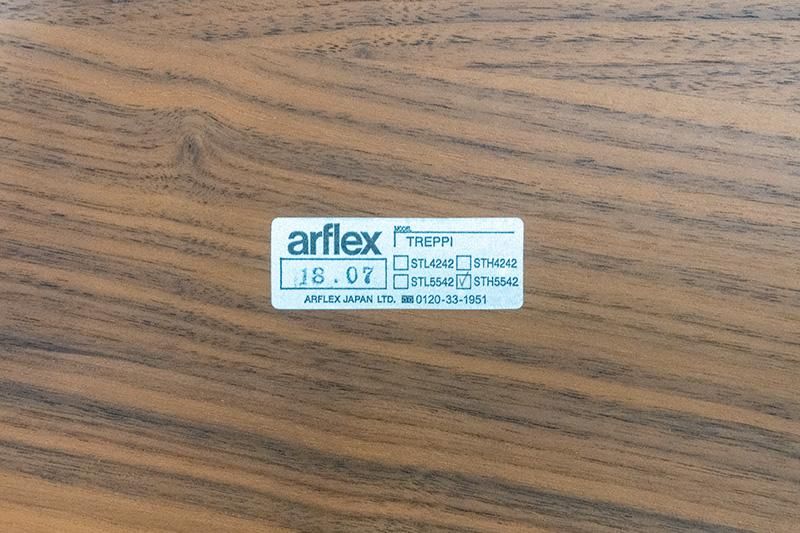 arflex
MODEL
TREPPI
18.07
STL4242 STH4242
STL5542 STH5542
ARFLEX JAPAN LTD. 0120-33-1951